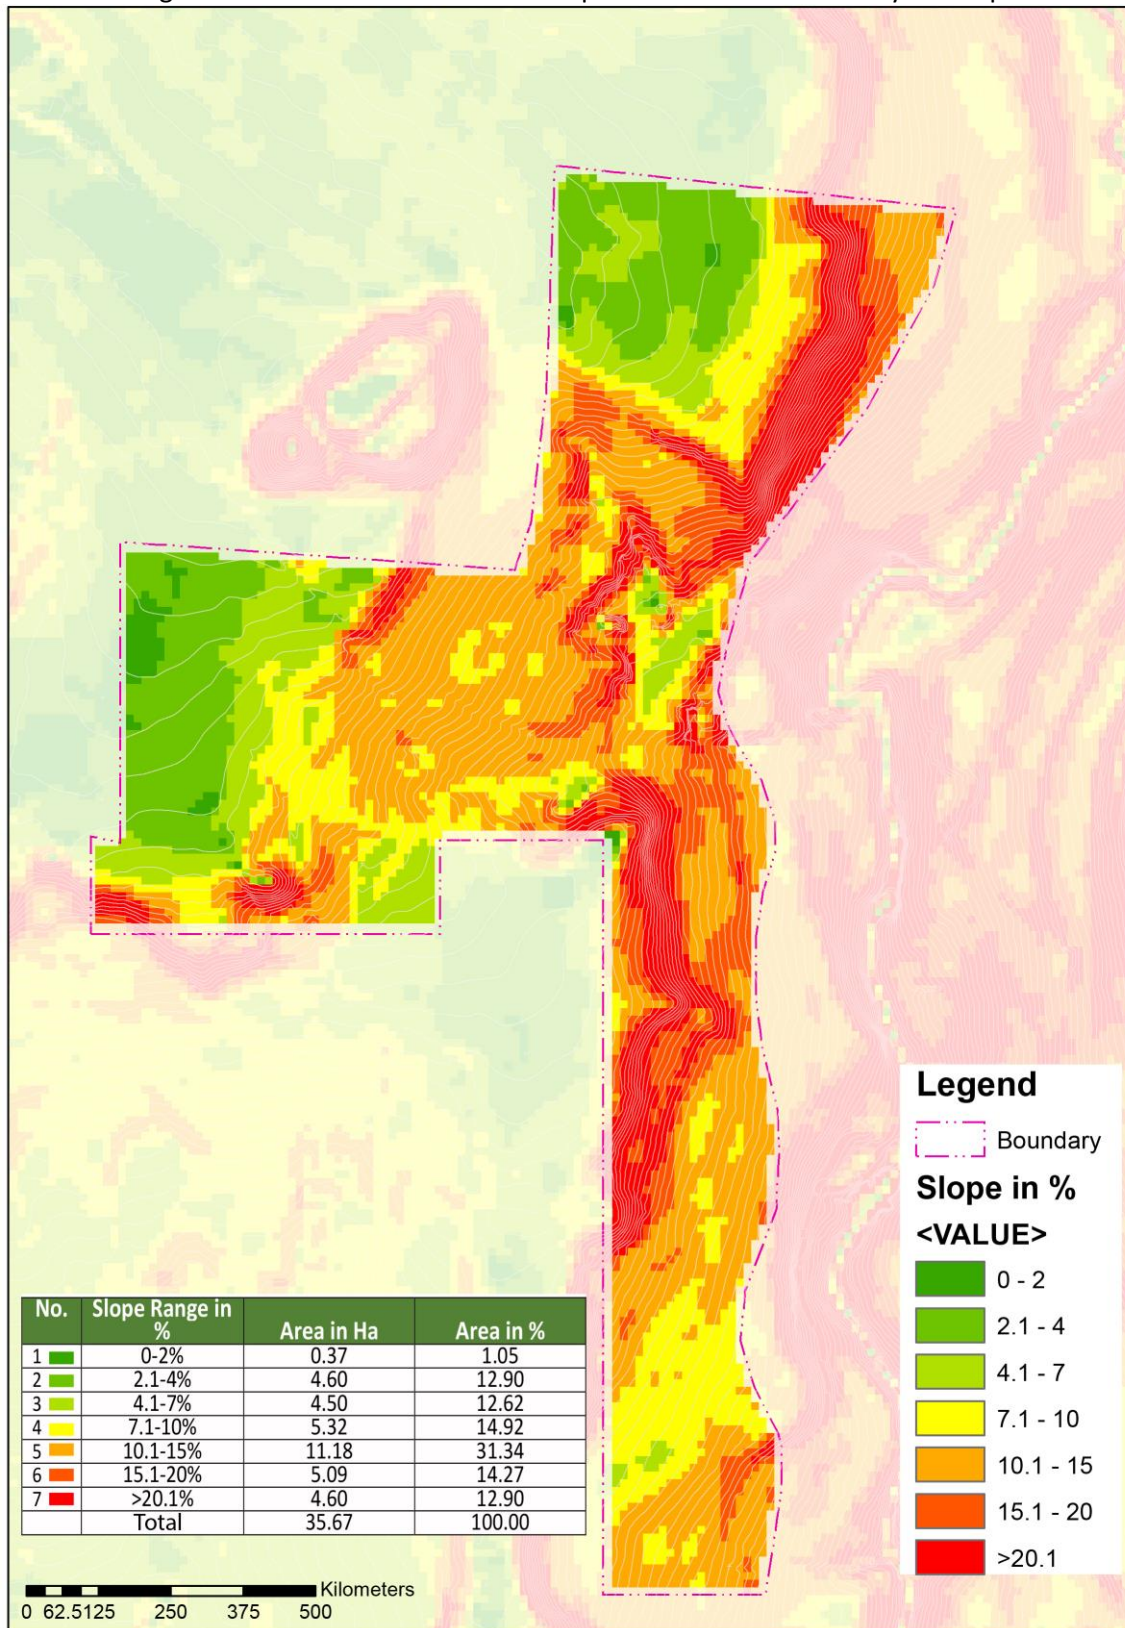 Legend
Boundary
Slope in %
<VALUE>
0 - 2
2.1 - 4
4.1 - 7
7.1 - 10
10.1 - 15
15.1 - 20
>20.1
No. Slope Range in % Area in Ha Area in %
1 0-2% 0.37 1.05
2 2.1-4% 4.60 12.90
3 4.1-7% 4.50 12.62
4 7.1-10% 5.32 14.92
5 10.1-15% 11.18 31.34
6 15.1-20% 5.09 14.27
7 >20.1% 4.60 12.90
Total 35.67 100.00
Kilometers
0 62.5125 250 375 500